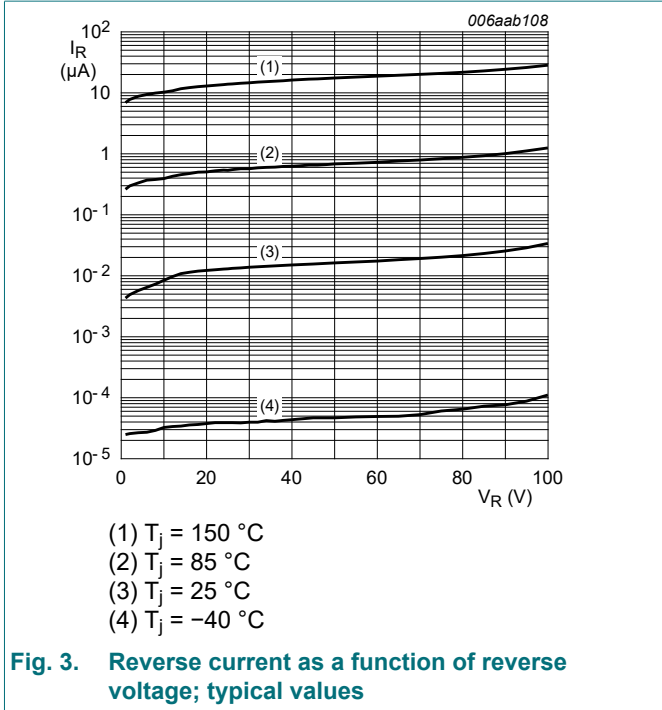 006aab108
I_R
(µA)
10²
10
1
10⁻¹
10⁻²
10⁻³
10⁻⁴
10⁻⁵
(1)
(2)
(3)
(4)
0 20 40 60 80 100
V_R (V)
(1) T_j = 150 °C
(2) T_j = 85 °C
(3) T_j = 25 °C
(4) T_j = −40 °C
Fig. 3. Reverse current as a function of reverse
voltage; typical values